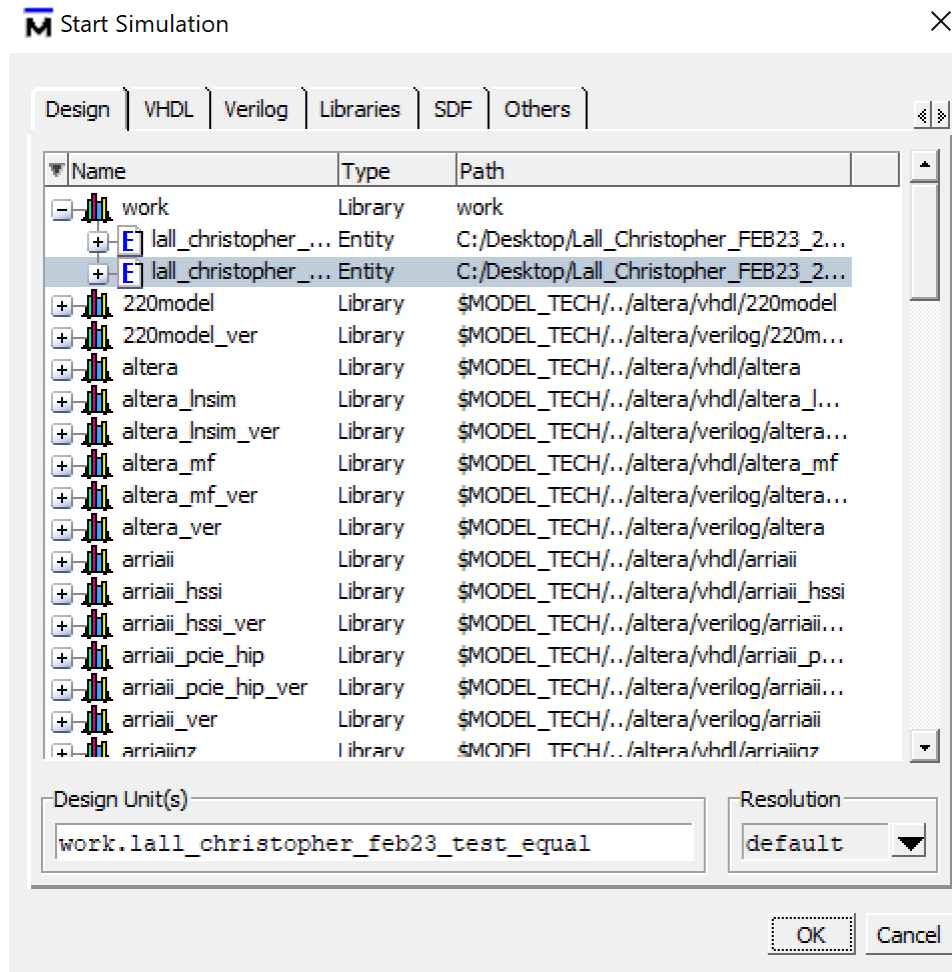 Start Simulation
Design VHDL Verilog Libraries SDF Others
Name Type Path
work Library work
lall_christopher_... Entity C:/Desktop/Lall_Christopher_FEB23_2...
lall_christopher_... Entity C:/Desktop/Lall_Christopher_FEB23_2...
220model Library $MODEL_TECH/../altera/vhdl/220model
220model_ver Library $MODEL_TECH/../altera/verilog/220m...
altera Library $MODEL_TECH/../altera/vhdl/altera
altera_lnsim Library $MODEL_TECH/../altera/vhdl/altera_l...
altera_lnsim_ver Library $MODEL_TECH/../altera/verilog/altera...
altera_mf Library $MODEL_TECH/../altera/vhdl/altera_mf
altera_mf_ver Library $MODEL_TECH/../altera/verilog/altera...
altera_ver Library $MODEL_TECH/../altera/verilog/altera
arriaii Library $MODEL_TECH/../altera/vhdl/arriaii
arriaii_hssi Library $MODEL_TECH/../altera/vhdl/arriaii_hssi
arriaii_hssi_ver Library $MODEL_TECH/../altera/verilog/arriaii...
arriaii_pcie_hip Library $MODEL_TECH/../altera/vhdl/arriaii_p...
arriaii_pcie_hip_ver Library $MODEL_TECH/../altera/verilog/arriaii...
arriaii_ver Library $MODEL_TECH/../altera/verilog/arriaii
arriaiigz Library $MODEL_TECH/../altera/vhdl/arriaiigz
Design Unit(s) Resolution
work.lall_christopher_feb23_test_equal default
OK Cancel